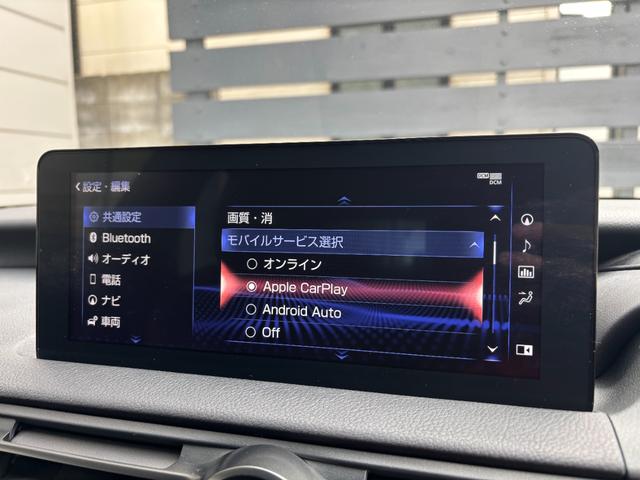 設定・編集
DCM
共通設定
Bluetooth
オーディオ
電話
ナビ
車両
画質・消
モバイルサービス選択
オンライン
Apple CarPlay
Android Auto
Off